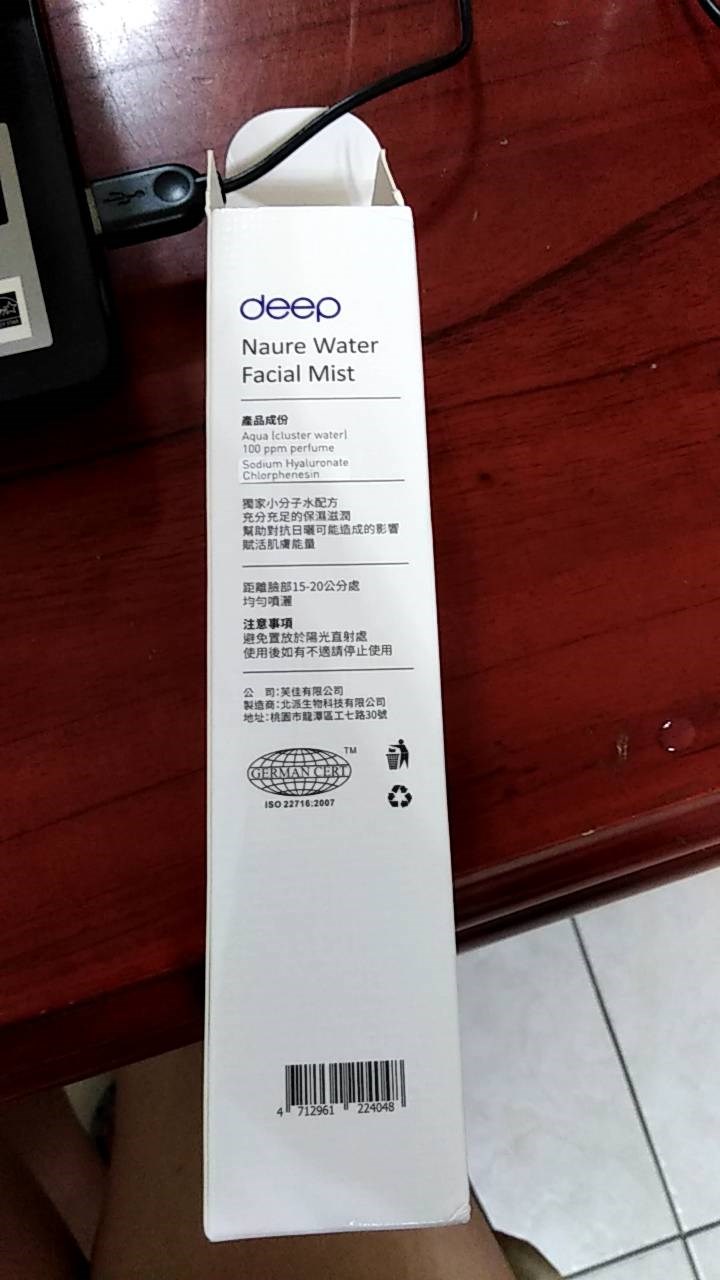 deep
Naure Water
Facial Mist
產品成份
Aqua (cluster water)
100 ppm perfume
Sodium Hyaluronate
Chlorphenesin
獨家小分子水配方
充分充足的保濕滋潤
幫助對抗日曬可能造成的影響
賦活肌膚能量
距離臉部15-20公分處
均勻噴灑
注意事項
避免置放於陽光直射處
使用後如有不適請停止使用
公 司:芙佳有限公司
製造商:北派生物科技有限公司
地址:桃園市龍潭區工七路30號
GERMAN CERT TM
ISO 22716:2007
4 712961 224048